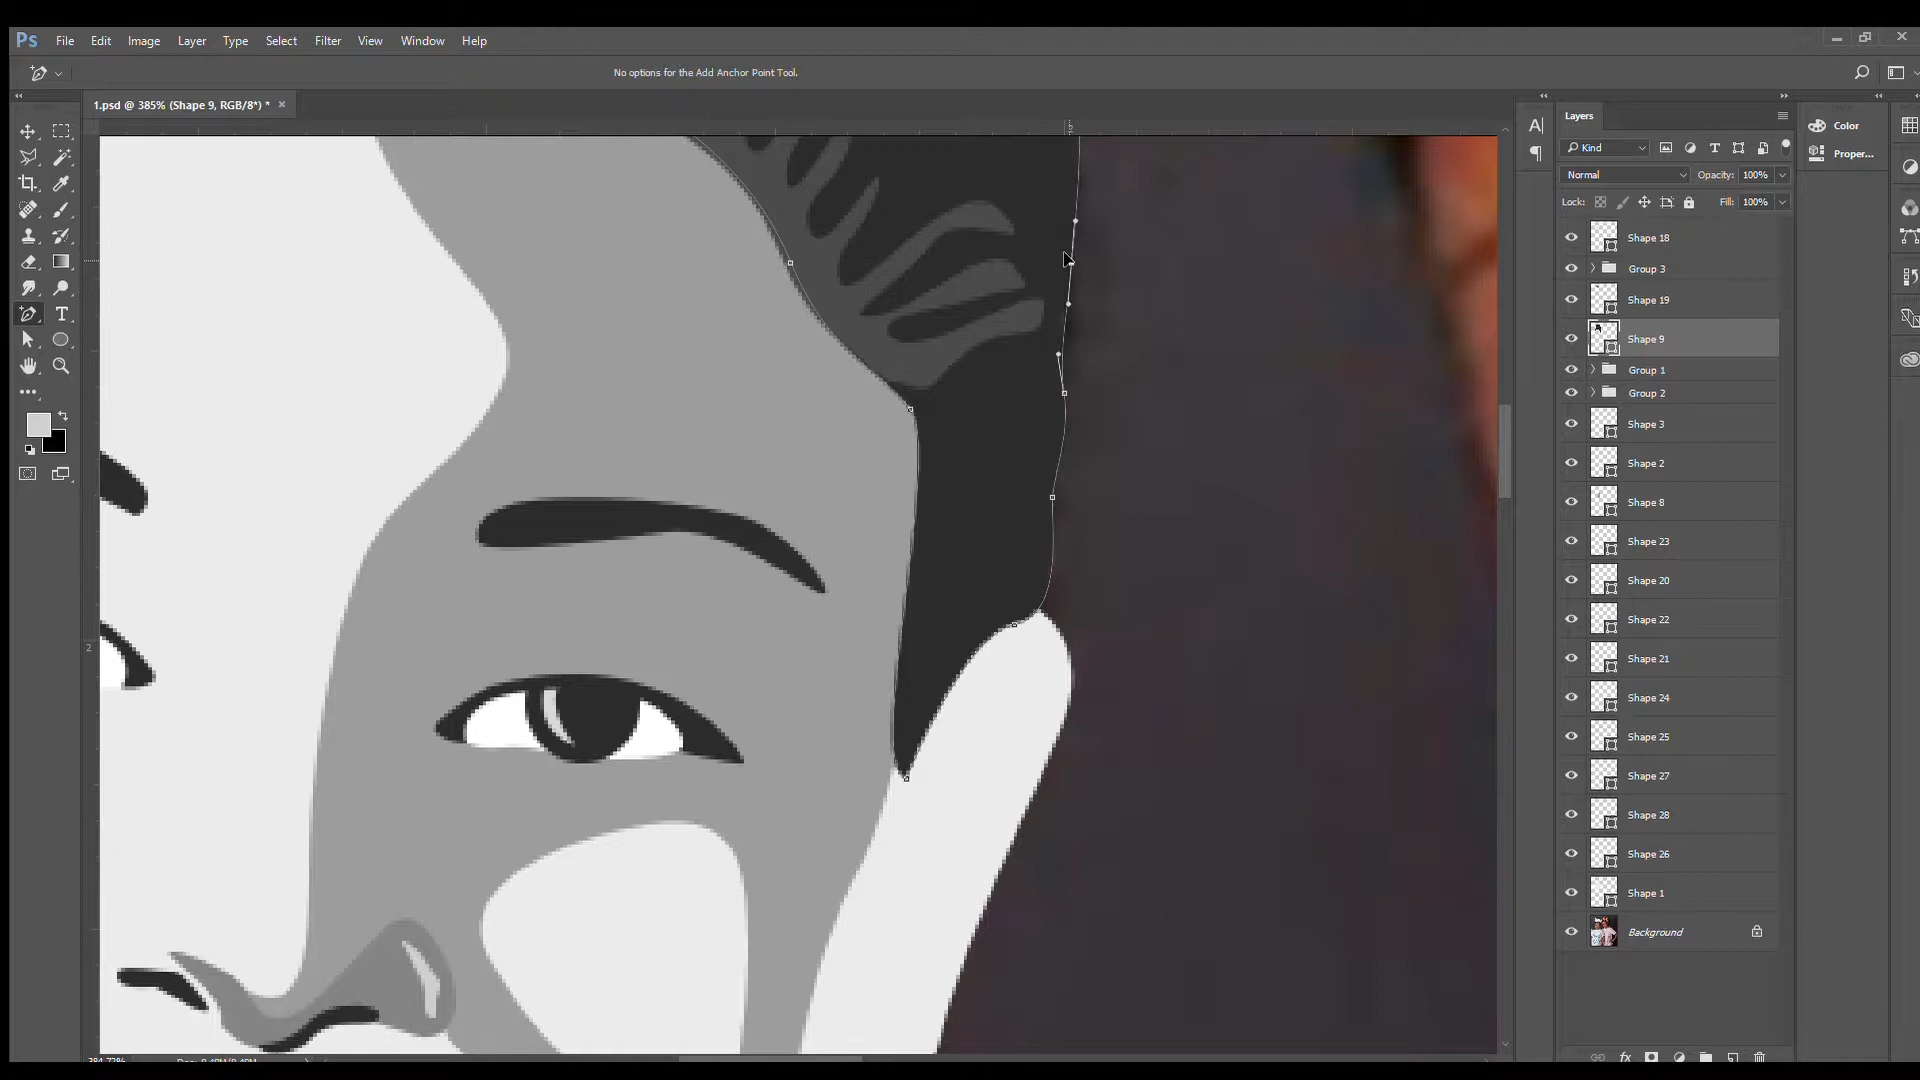 Ps File Edit Image Layer Type Select Filter View Window Help
No options for the Add Anchor Point Tool.
1.psd @ 385% (Shape 9, RGB/8*) * ×
Layers
Color
Proper...
Kind
Normal Opacity: 100%
Lock: Fill: 100%
Shape 18
Group 3
Shape 19
Shape 9
Group 1
Group 2
Shape 3
Shape 2
Shape 8
Shape 23
Shape 20
Shape 22
Shape 21
Shape 24
Shape 25
Shape 27
Shape 28
Shape 26
Shape 1
Background
2
fx